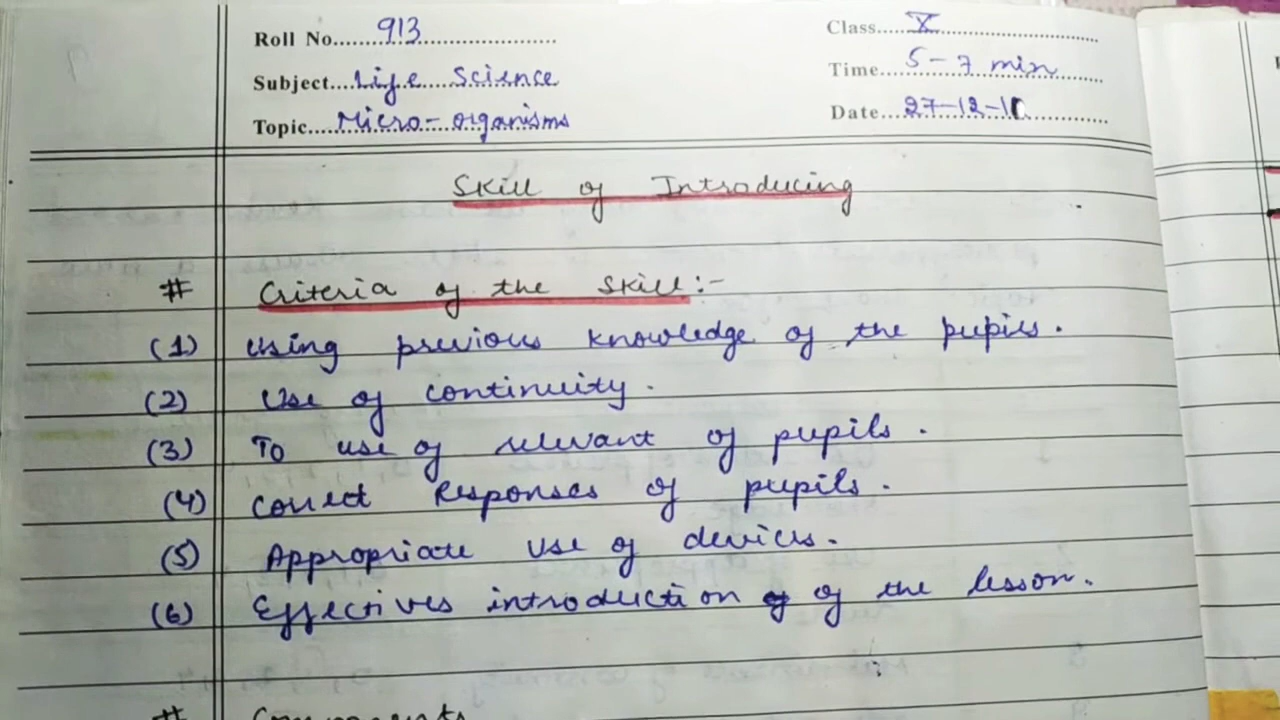 Roll No. 913
Class X
Subject Life Science
Time 5-7 min
Topic Micro-organisms
Date 27-12-1
Skill of Introducing
# Criteria of the Skill:-
(1) Using previous knowledge of the pupils.
(2) Use of continuity.
(3) To use of relevant of pupils.
(4) Correct Responses of pupils.
(5) Appropriate use of devices.
(6) Effectives introduction of of the lesson.
# Components